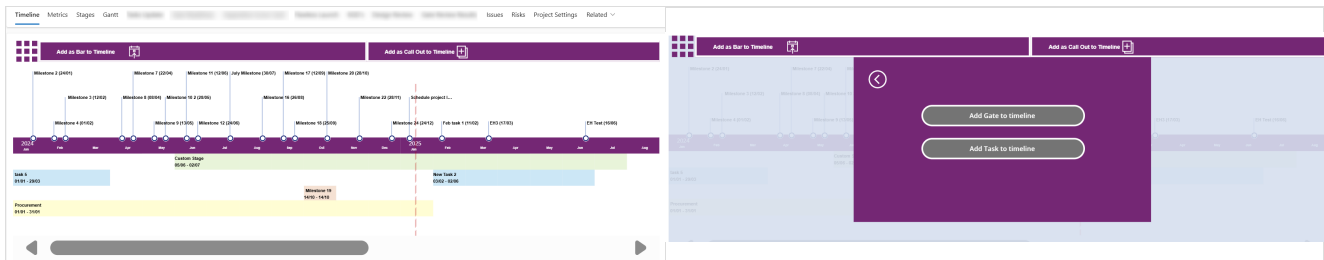 Timeline Metrics Stages Gantt Issues Risks Project Settings Related
Add as Bar to Timeline Add as Call Out to Timeline
Milestone 2 (24/01) Milestone 7 (22/04) Milestone 11 (12/06) July Milestone (30/07) Milestone 17 (12/09) Milestone 20 (28/10)
Milestone 3 (12/02) Milestone 8 (08/04) Milestone 10 2 (20/05) Milestone 16 (26/08) Milestone 23 (28/11) Schedule project I...
Milestone 4 (01/02) Milestone 9 (13/05) Milestone 12 (24/06) Milestone 18 (25/09) Milestone 24 (24/12) Feb task 1 (11/02) EH3 (17/03) EH Test (16/06)
2024 2025
Jan Feb Mar Apr May Jun Jul Aug Sep Oct Nov Dec Jan Feb Mar Apr May Jun Jul Aug
Custom Stage
05/06 - 02/07
task 5
01/01 - 29/03
New Task 2
03/02 - 02/06
Milestone 19
14/10 - 14/10
Procurement
01/01 - 31/01
Add as Bar to Timeline Add as Call Out to Timeline
Add Gate to timeline
Add Task to timeline